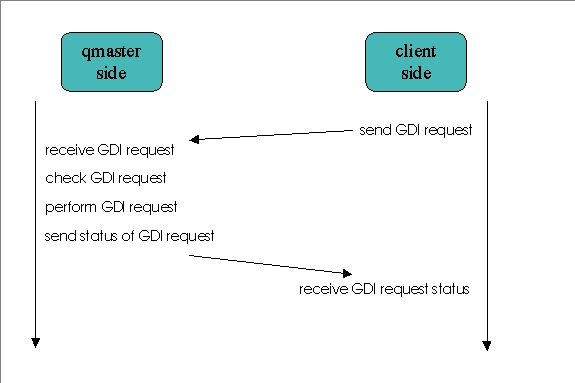 qmaster
side
client
side
send GDI request
receive GDI request
check GDI request
perform GDI request
send status of GDI request
receive GDI request status